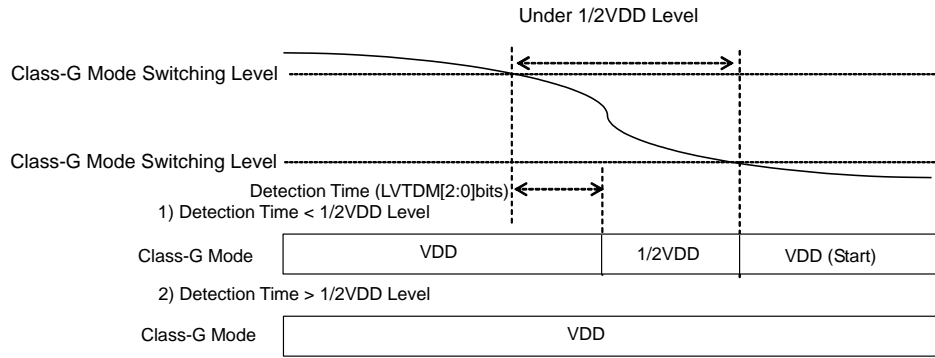 Under 1/2VDD Level
Class-G Mode Switching Level
Class-G Mode Switching Level
Detection Time (LVTDM[2:0]bits)
1) Detection Time < 1/2VDD Level
Class-G Mode VDD 1/2VDD VDD (Start)
2) Detection Time > 1/2VDD Level
Class-G Mode VDD